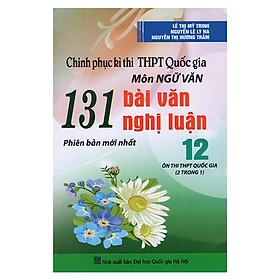 LÊ THỊ MỸ TRINH
NGUYỄN LÊ LY NA
NGUYỄN THỊ HƯƠNG TRẦM
Chinh phục kì thi THPT Quốc gia
Môn NGỮ VĂN
131 bài văn
nghị luận
Phiên bản mới nhất
12
ÔN THI THPT QUỐC GIA
(2 TRONG 1)
Nhà xuất bản Đại học Quốc gia Hà Nội